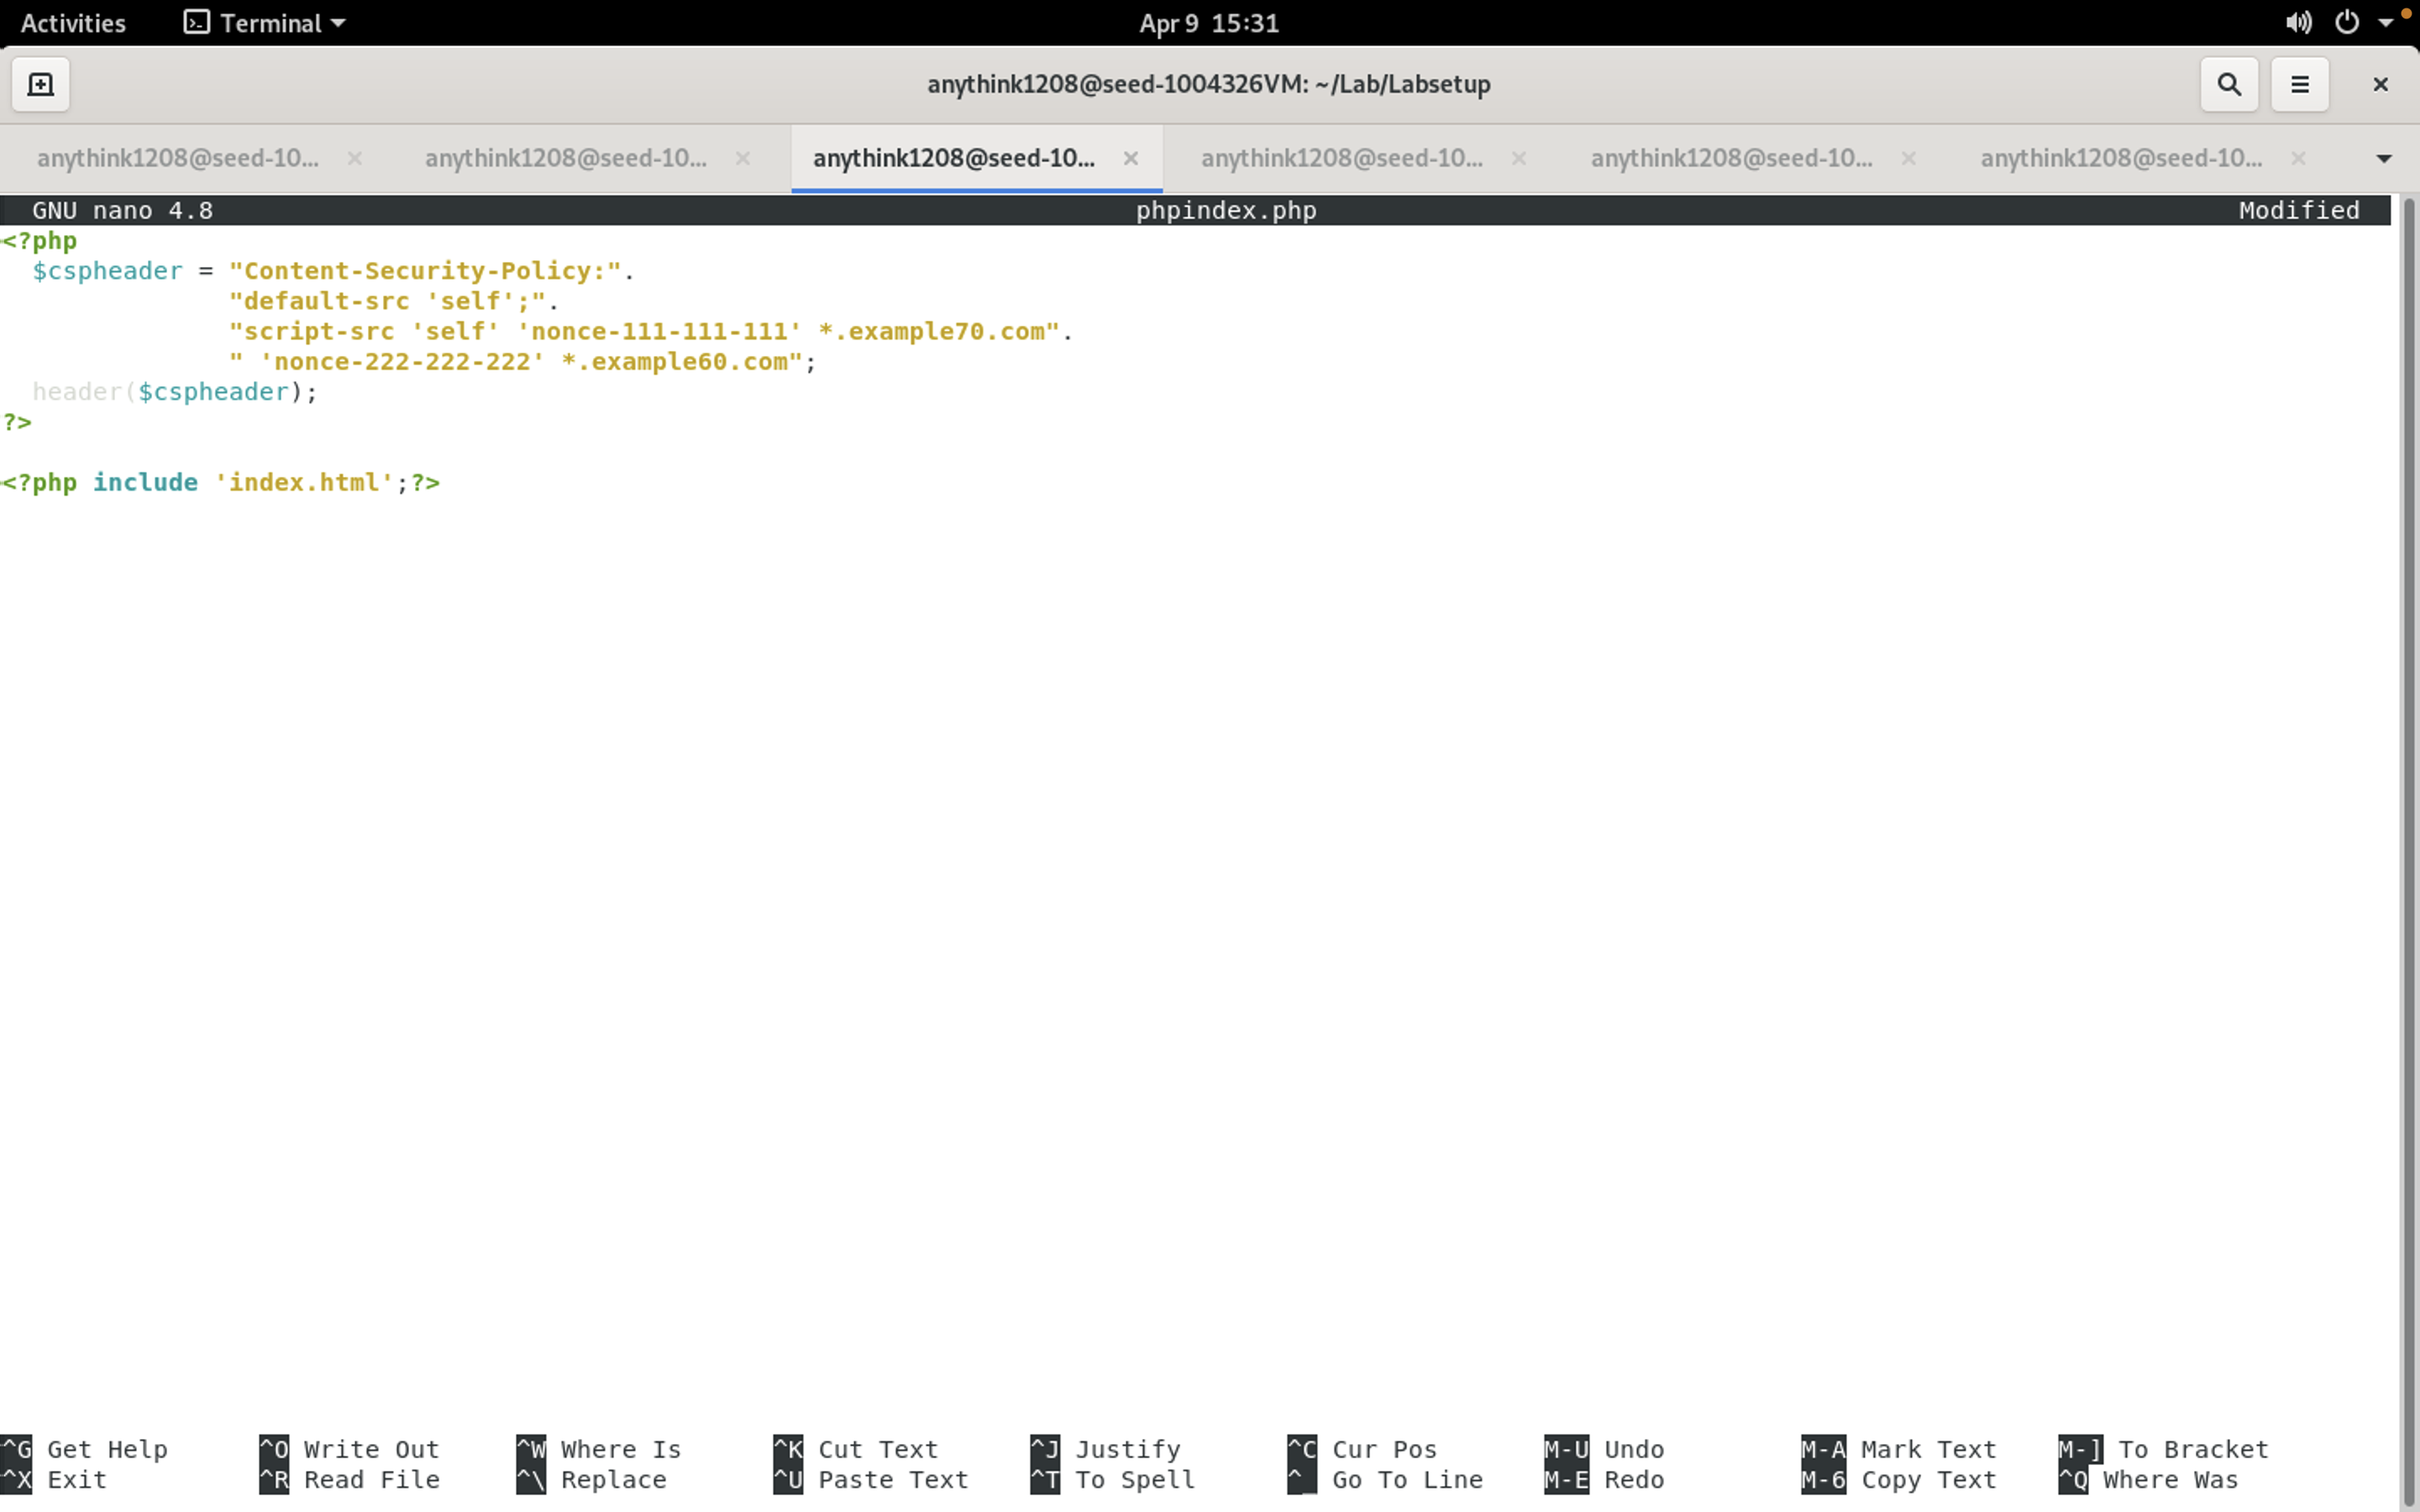 Activities Terminal Apr 9 15:31
anythink1208@seed-1004326VM: ~/Lab/Labsetup
anythink1208@seed-10... anythink1208@seed-10... anythink1208@seed-10... anythink1208@seed-10... anythink1208@seed-10... anythink1208@seed-10...
GNU nano 4.8 phpindex.php Modified
<?php
  $cspheader = "Content-Security-Policy:".
               "default-src 'self';".
               "script-src 'self' 'nonce-111-111-111' *.example70.com".
               " 'nonce-222-222-222' *.example60.com";
  header($cspheader);
?>
<?php include 'index.html';?>
^G Get Help ^O Write Out ^W Where Is ^K Cut Text ^J Justify ^C Cur Pos M-U Undo M-A Mark Text M-] To Bracket
^X Exit ^R Read File ^\ Replace ^U Paste Text ^T To Spell ^_ Go To Line M-E Redo M-6 Copy Text ^Q Where Was